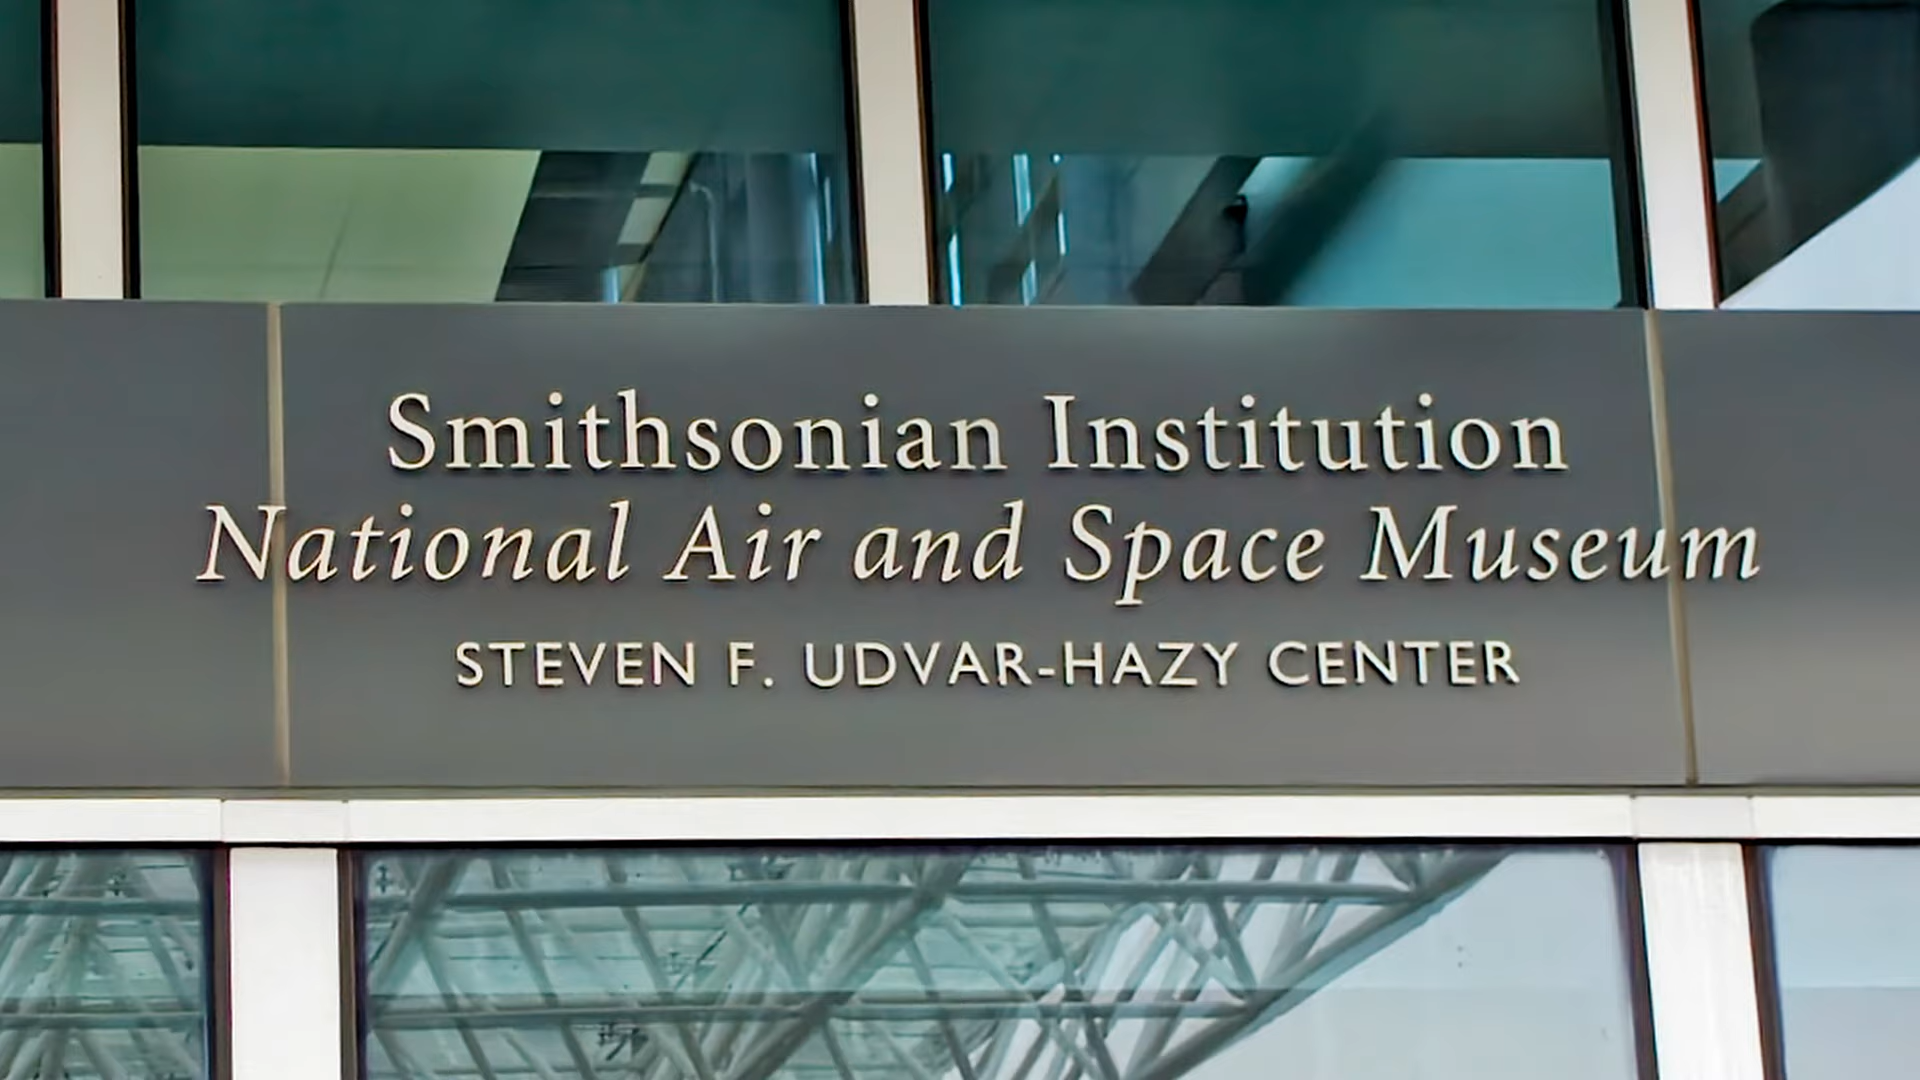 Smithsonian Institution
National Air and Space Museum
STEVEN F. UDVAR-HAZY CENTER